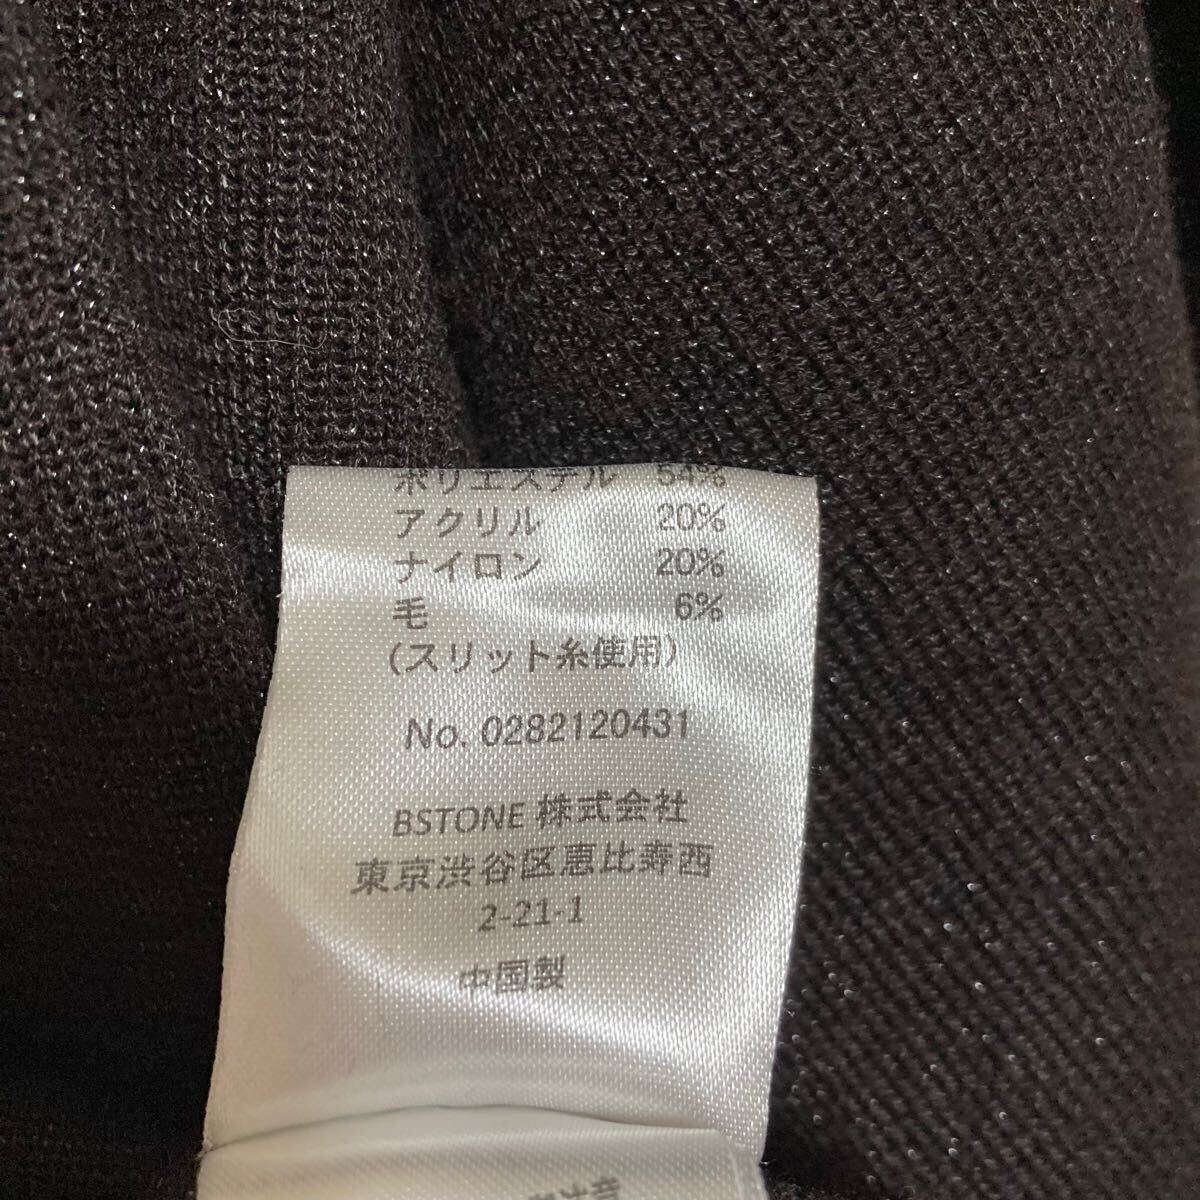 ポリエステル 54%
アクリル 20%
ナイロン 20%
毛 6%
(スリット糸使用)
No. 0282120431
BSTONE 株式会社
東京渋谷区恵比寿西
2-21-1
中国製